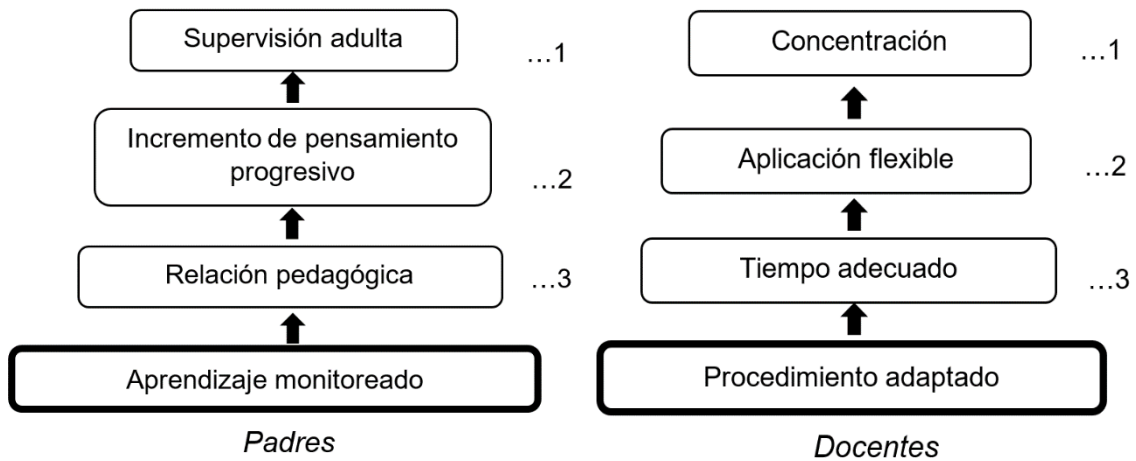 Supervisión adulta
…1
Incremento de pensamiento
progresivo
…2
Relación pedagógica
…3
Aprendizaje monitoreado
Padres
Concentración
…1
Aplicación flexible
…2
Tiempo adecuado
…3
Procedimiento adaptado
Docentes